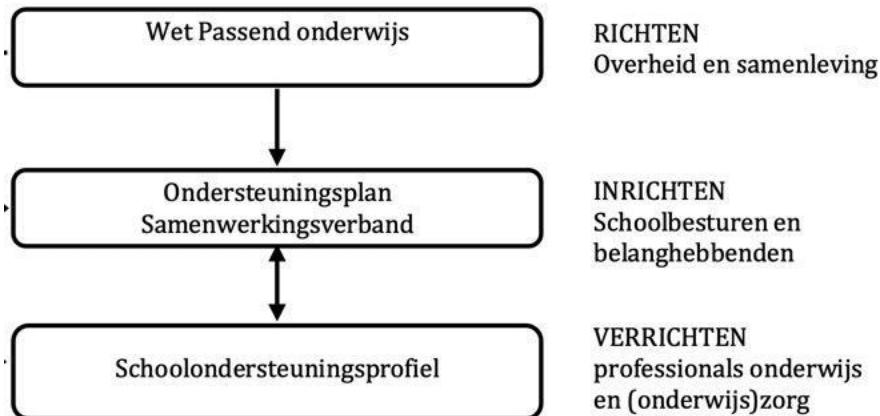 Wet Passend onderwijs
RICHTEN
Overheid en samenleving
Ondersteuningsplan
Samenwerkingsverband
INRICHTEN
Schoolbesturen en
belanghebbenden
Schoolondersteuningsprofiel
VERRICHTEN
professionals onderwijs
en (onderwijs)zorg